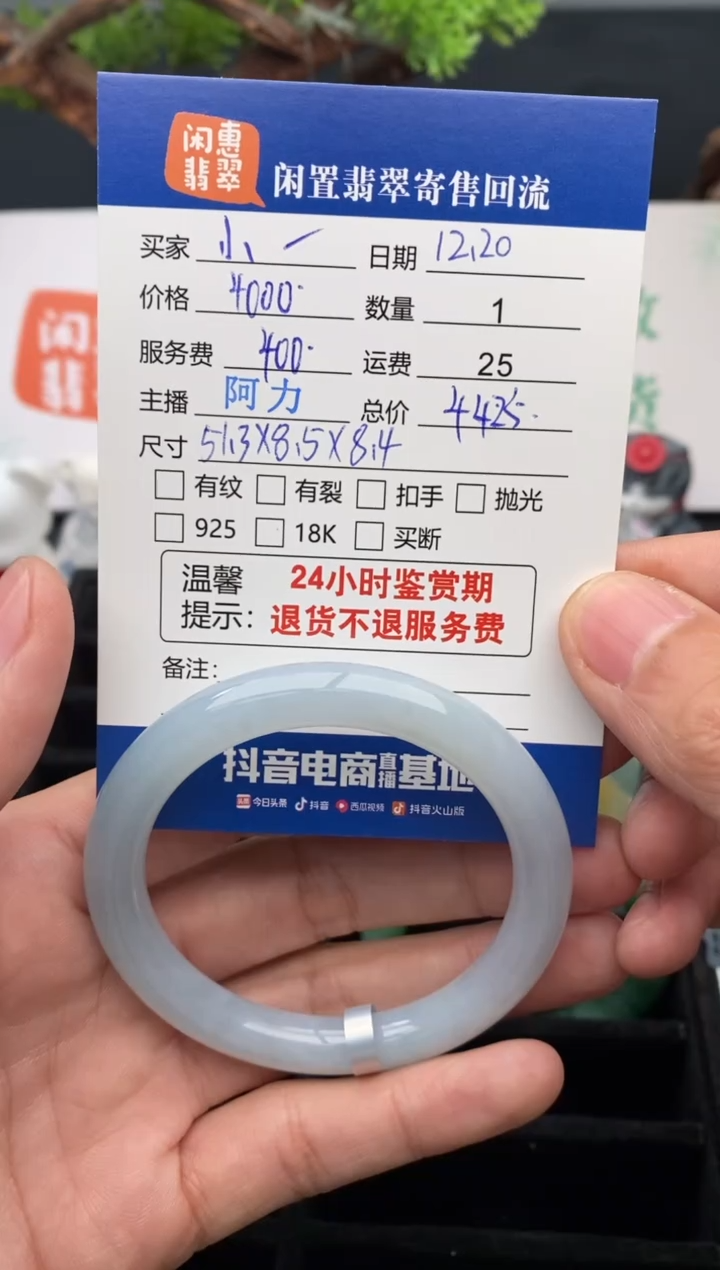 闲惠
翡翠
闲置翡翠寄售回流
买家 小一 日期 12.20
价格 4000 数量 1
服务费 400 运费 25
主播 阿力 总价 4425
尺寸 51.3X8.5X8.4
有纹 有裂 扣手 抛光
925 18K 买断
温馨 24小时鉴赏期
提示: 退货不退服务费
备注:
抖音电商直播基地
头条 今日头条 抖音 西瓜视频 抖音火山版